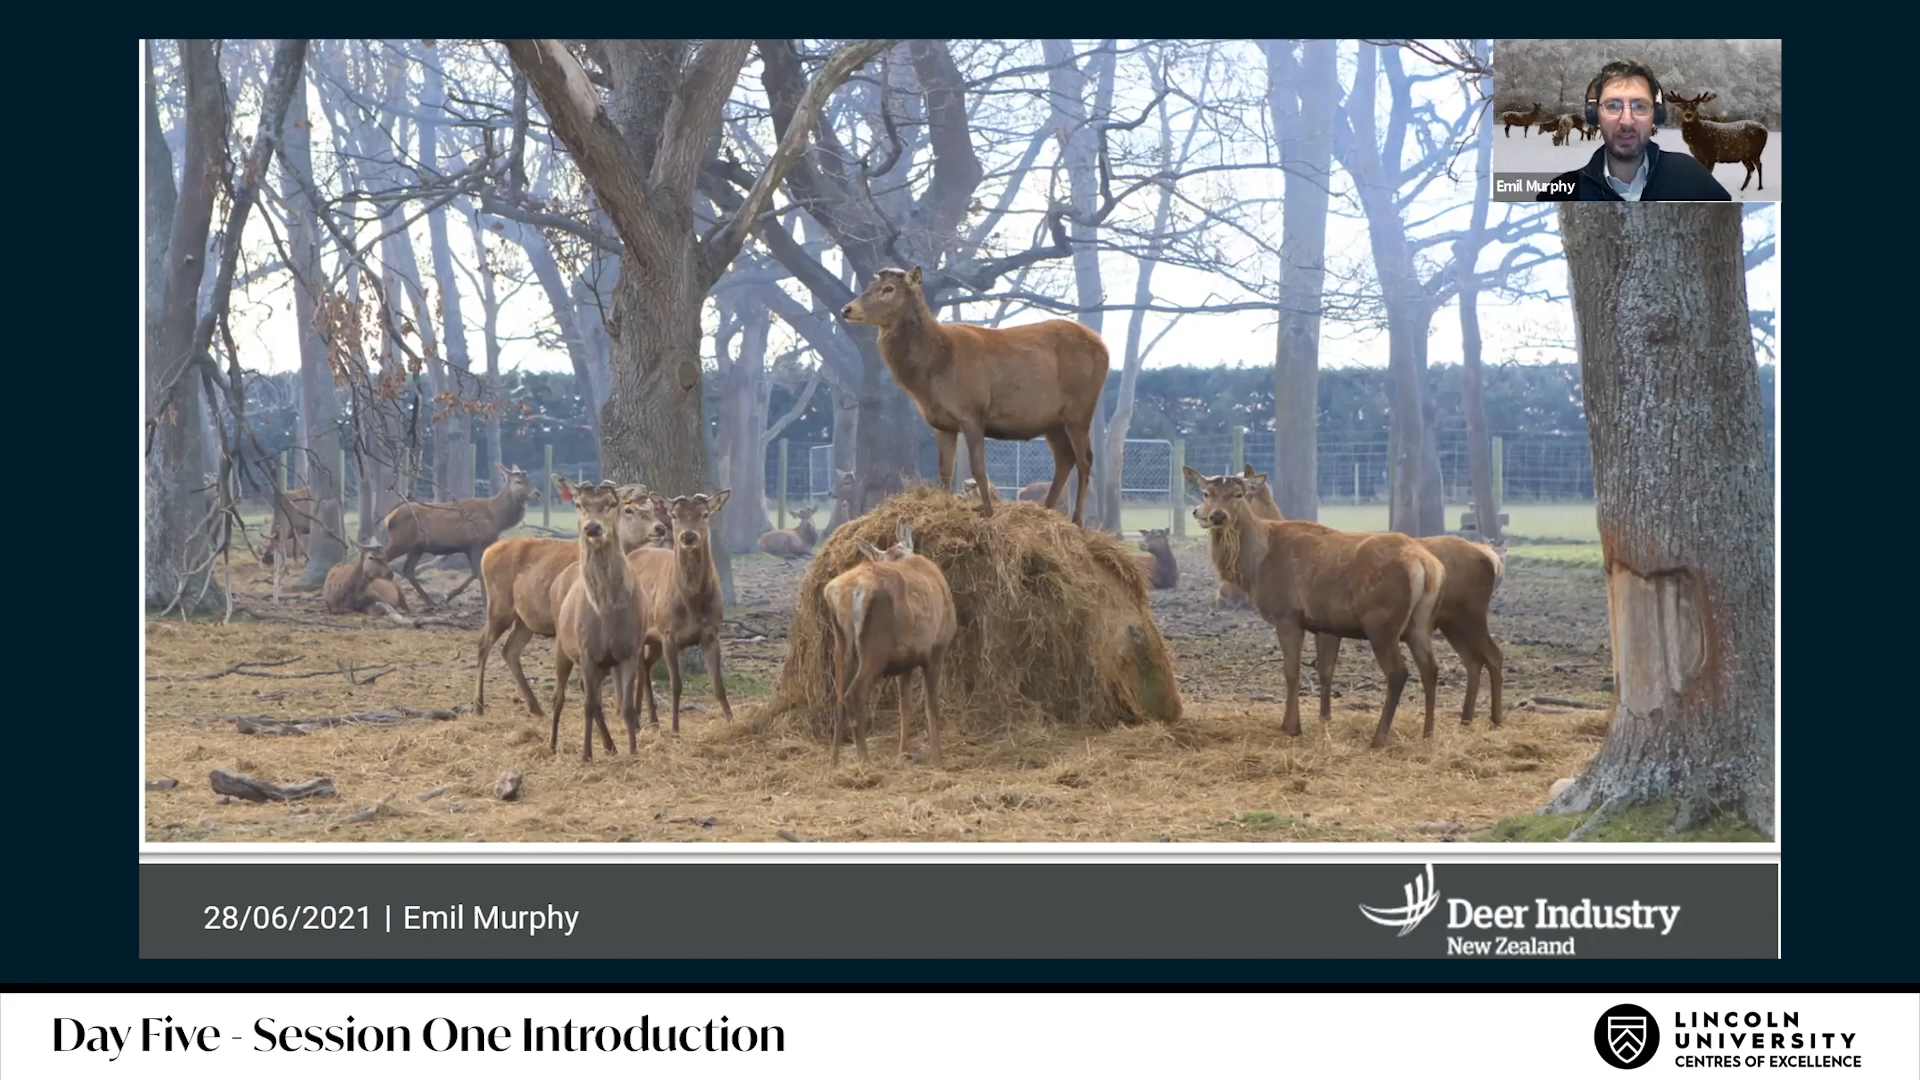 Emil Murphy
28/06/2021 | Emil Murphy
Deer Industry
New Zealand
Day Five - Session One Introduction
LINCOLN
UNIVERSITY
CENTRES OF EXCELLENCE